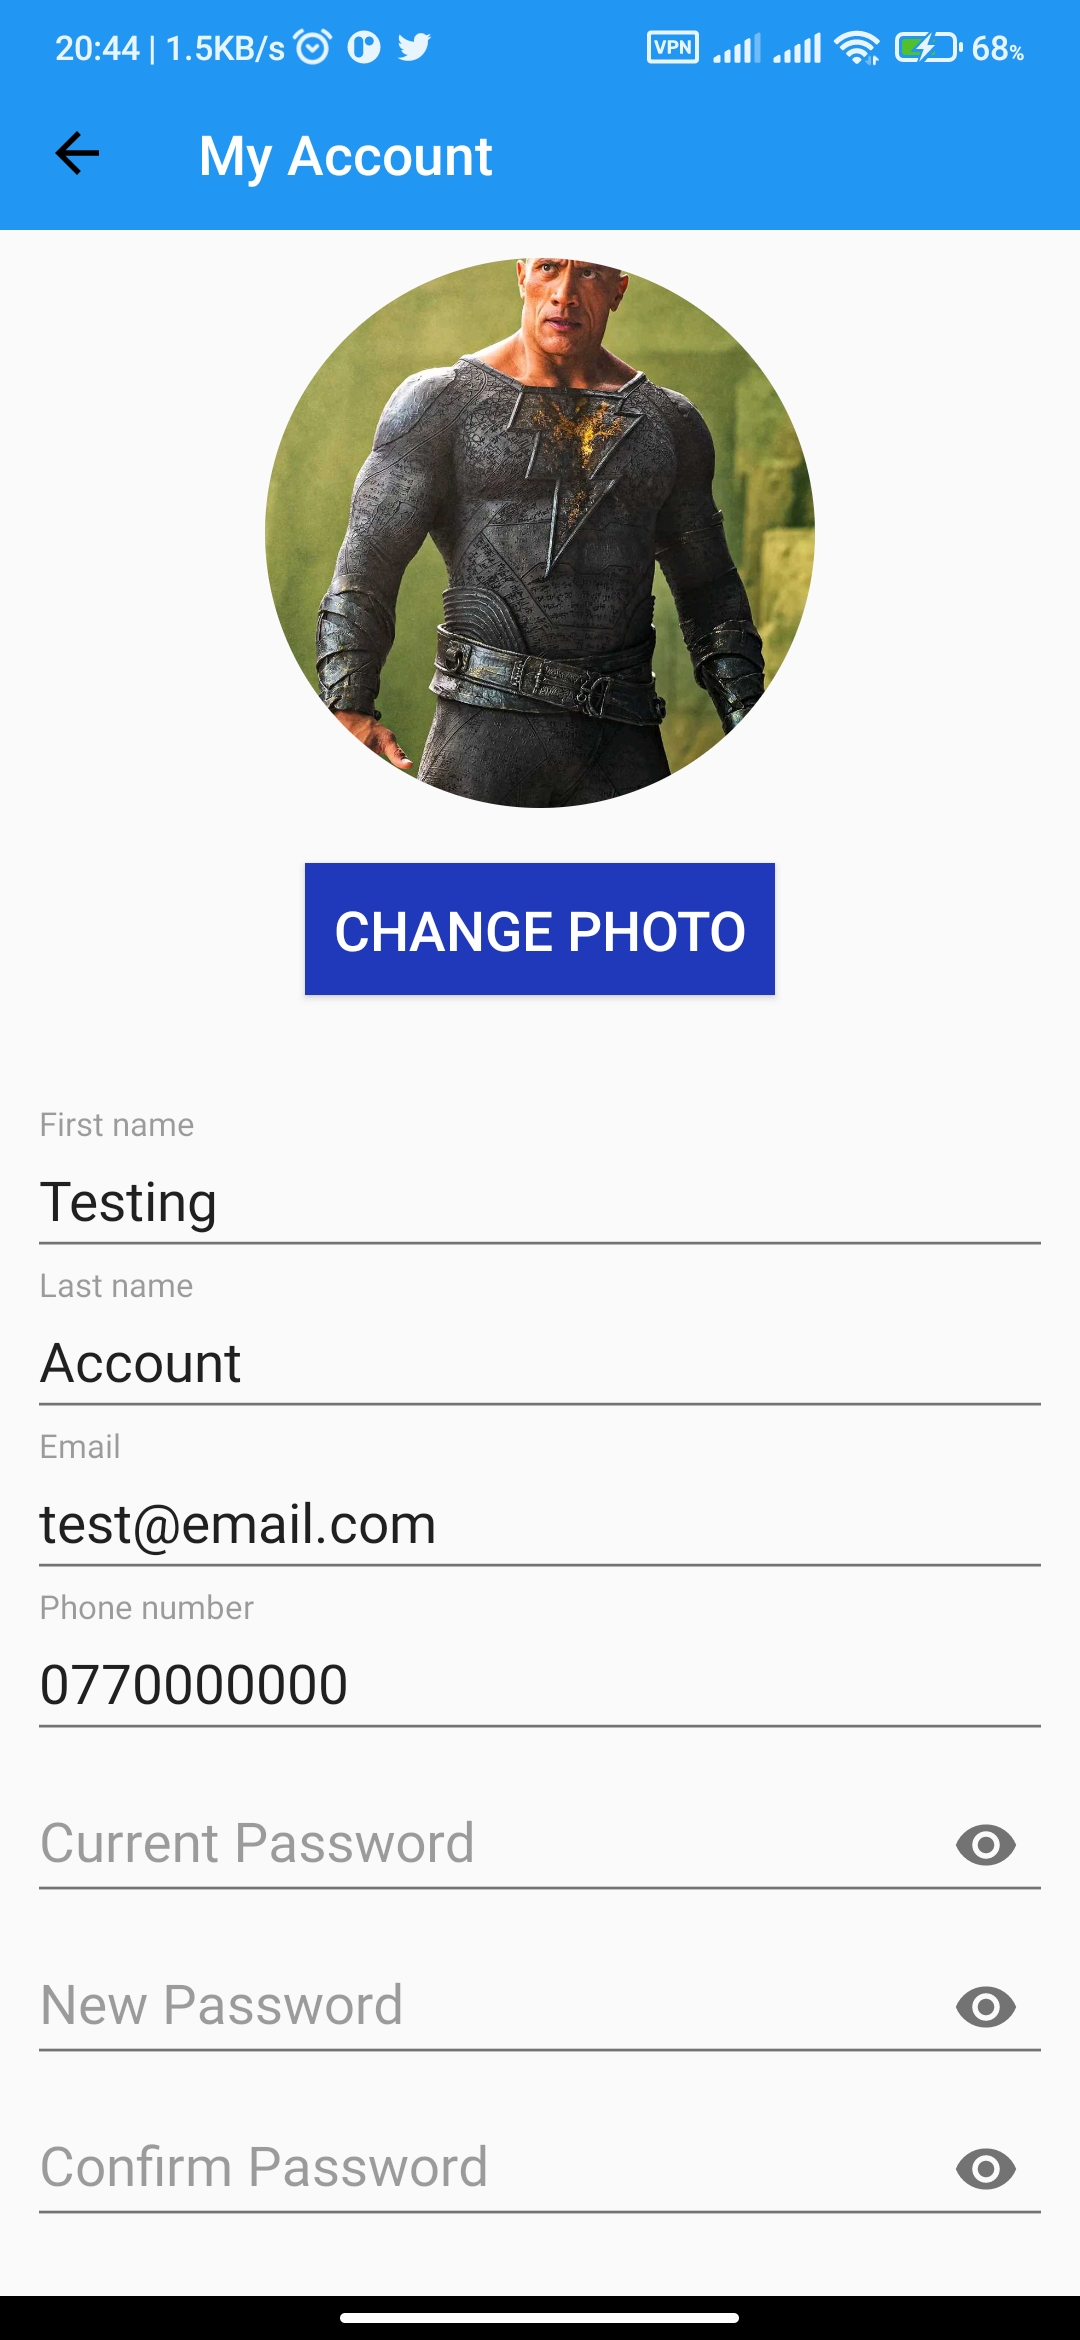 20:44 | 1.5KB/s VPN 68%
My Account
CHANGE PHOTO
First name
Testing
Last name
Account
Email
test@email.com
Phone number
0770000000
Current Password
New Password
Confirm Password